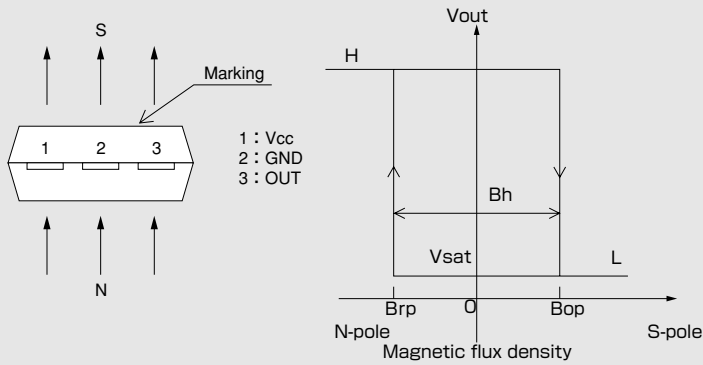 S
Marking
1 2 3
1：Vcc
2：GND
3：OUT
N
Vout
H
Bh
Vsat L
Brp O Bop
N-pole S-pole
Magnetic flux density